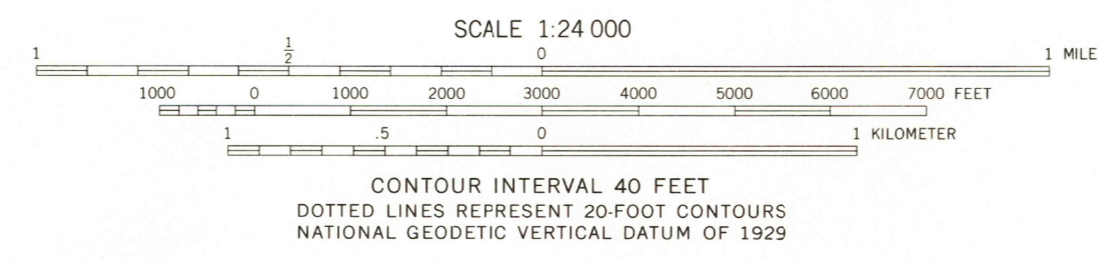 SCALE 1:24 000
1 1/2 0 1 MILE
1000 0 1000 2000 3000 4000 5000 6000 7000 FEET
1 .5 0 1 KILOMETER
CONTOUR INTERVAL 40 FEET
DOTTED LINES REPRESENT 20-FOOT CONTOURS
NATIONAL GEODETIC VERTICAL DATUM OF 1929